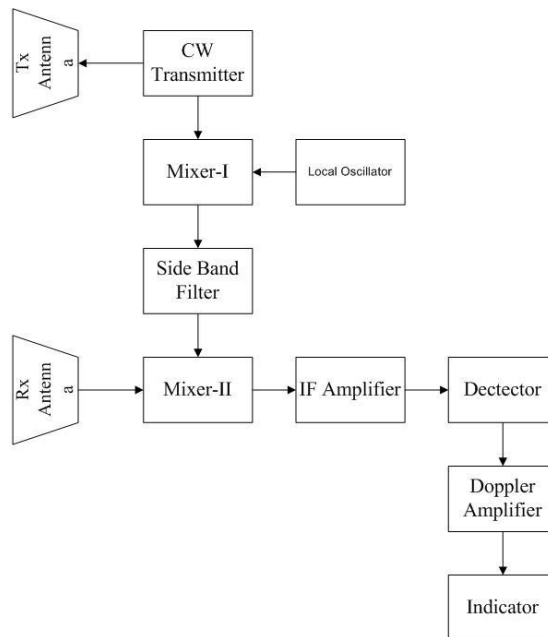 Tx
Antenn
a
CW
Transmitter
Mixer-I
Local Oscillator
Side Band
Filter
Rx
Antenn
a
Mixer-II
IF Amplifier
Dectector
Doppler
Amplifier
Indicator